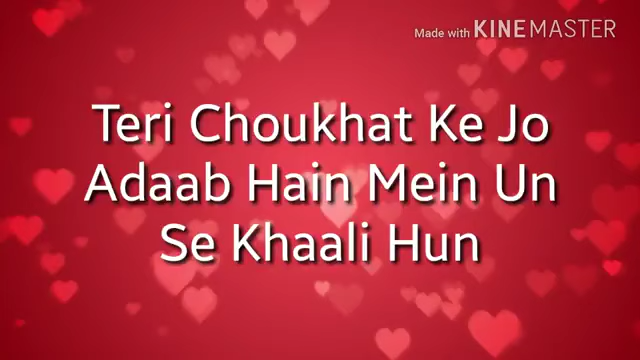 Made with KINEMASTER
Teri Choukhat Ke Jo
Adaab Hain Mein Un
Se Khaali Hun